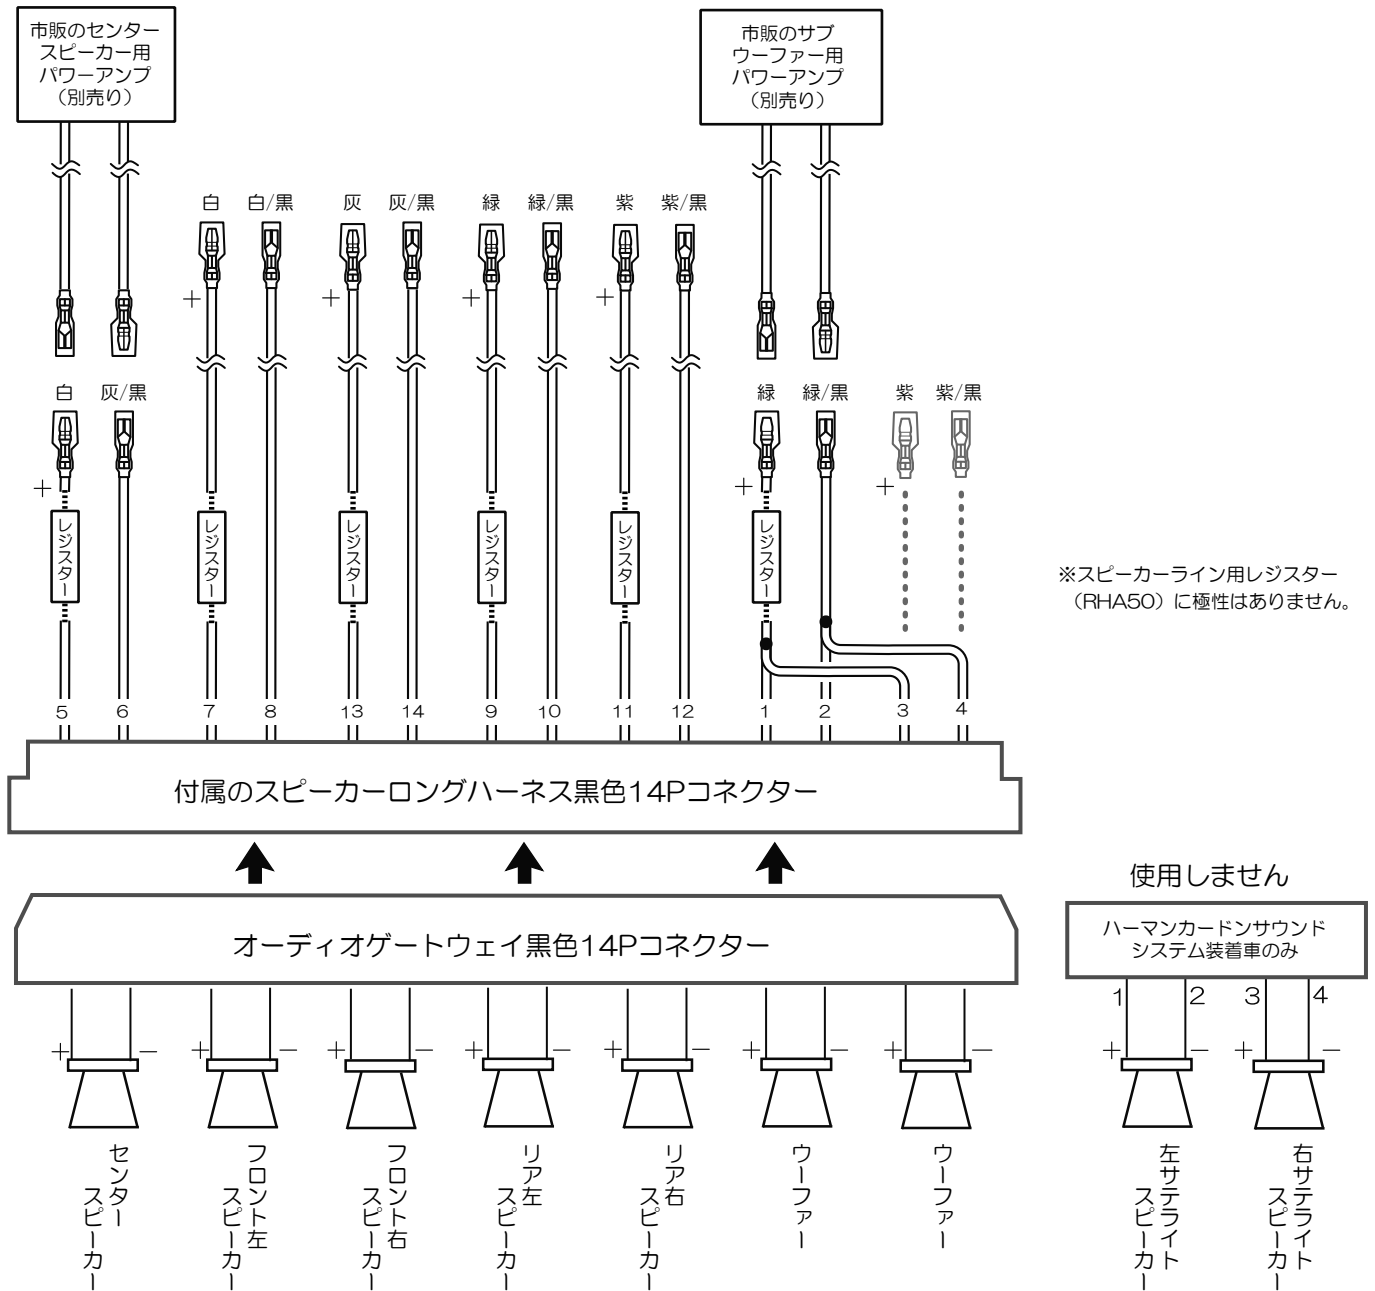 市販のセンター
スピーカー用
パワーアンプ
（別売り）
市販のサブ
ウーファー用
パワーアンプ
（別売り）
白 白/黒 灰 灰/黒 緑 緑/黒 紫 紫/黒
+ + + +
白 灰/黒 緑 緑/黒 紫 紫/黒
+ + +
レジスター
レジスター
レジスター
レジスター
レジスター
レジスター
※スピーカーライン用レジスター
（RHA50）に極性はありません。
5 6 7 8 13 14 9 10 11 12 1 2 3 4
付属のスピーカーロングハーネス黒色14Pコネクター
オーディオゲートウェイ黒色14Pコネクター
使用しません
ハーマンカードンサウンド
システム装着車のみ
1 2 3 4
+ − + − + − + − + − + − + − + − + −
センター
スピーカー
フロント左
スピーカー
フロント右
スピーカー
リア左
スピーカー
リア右
スピーカー
ウーファー
ウーファー
左サテライト
スピーカー
右サテライト
スピーカー